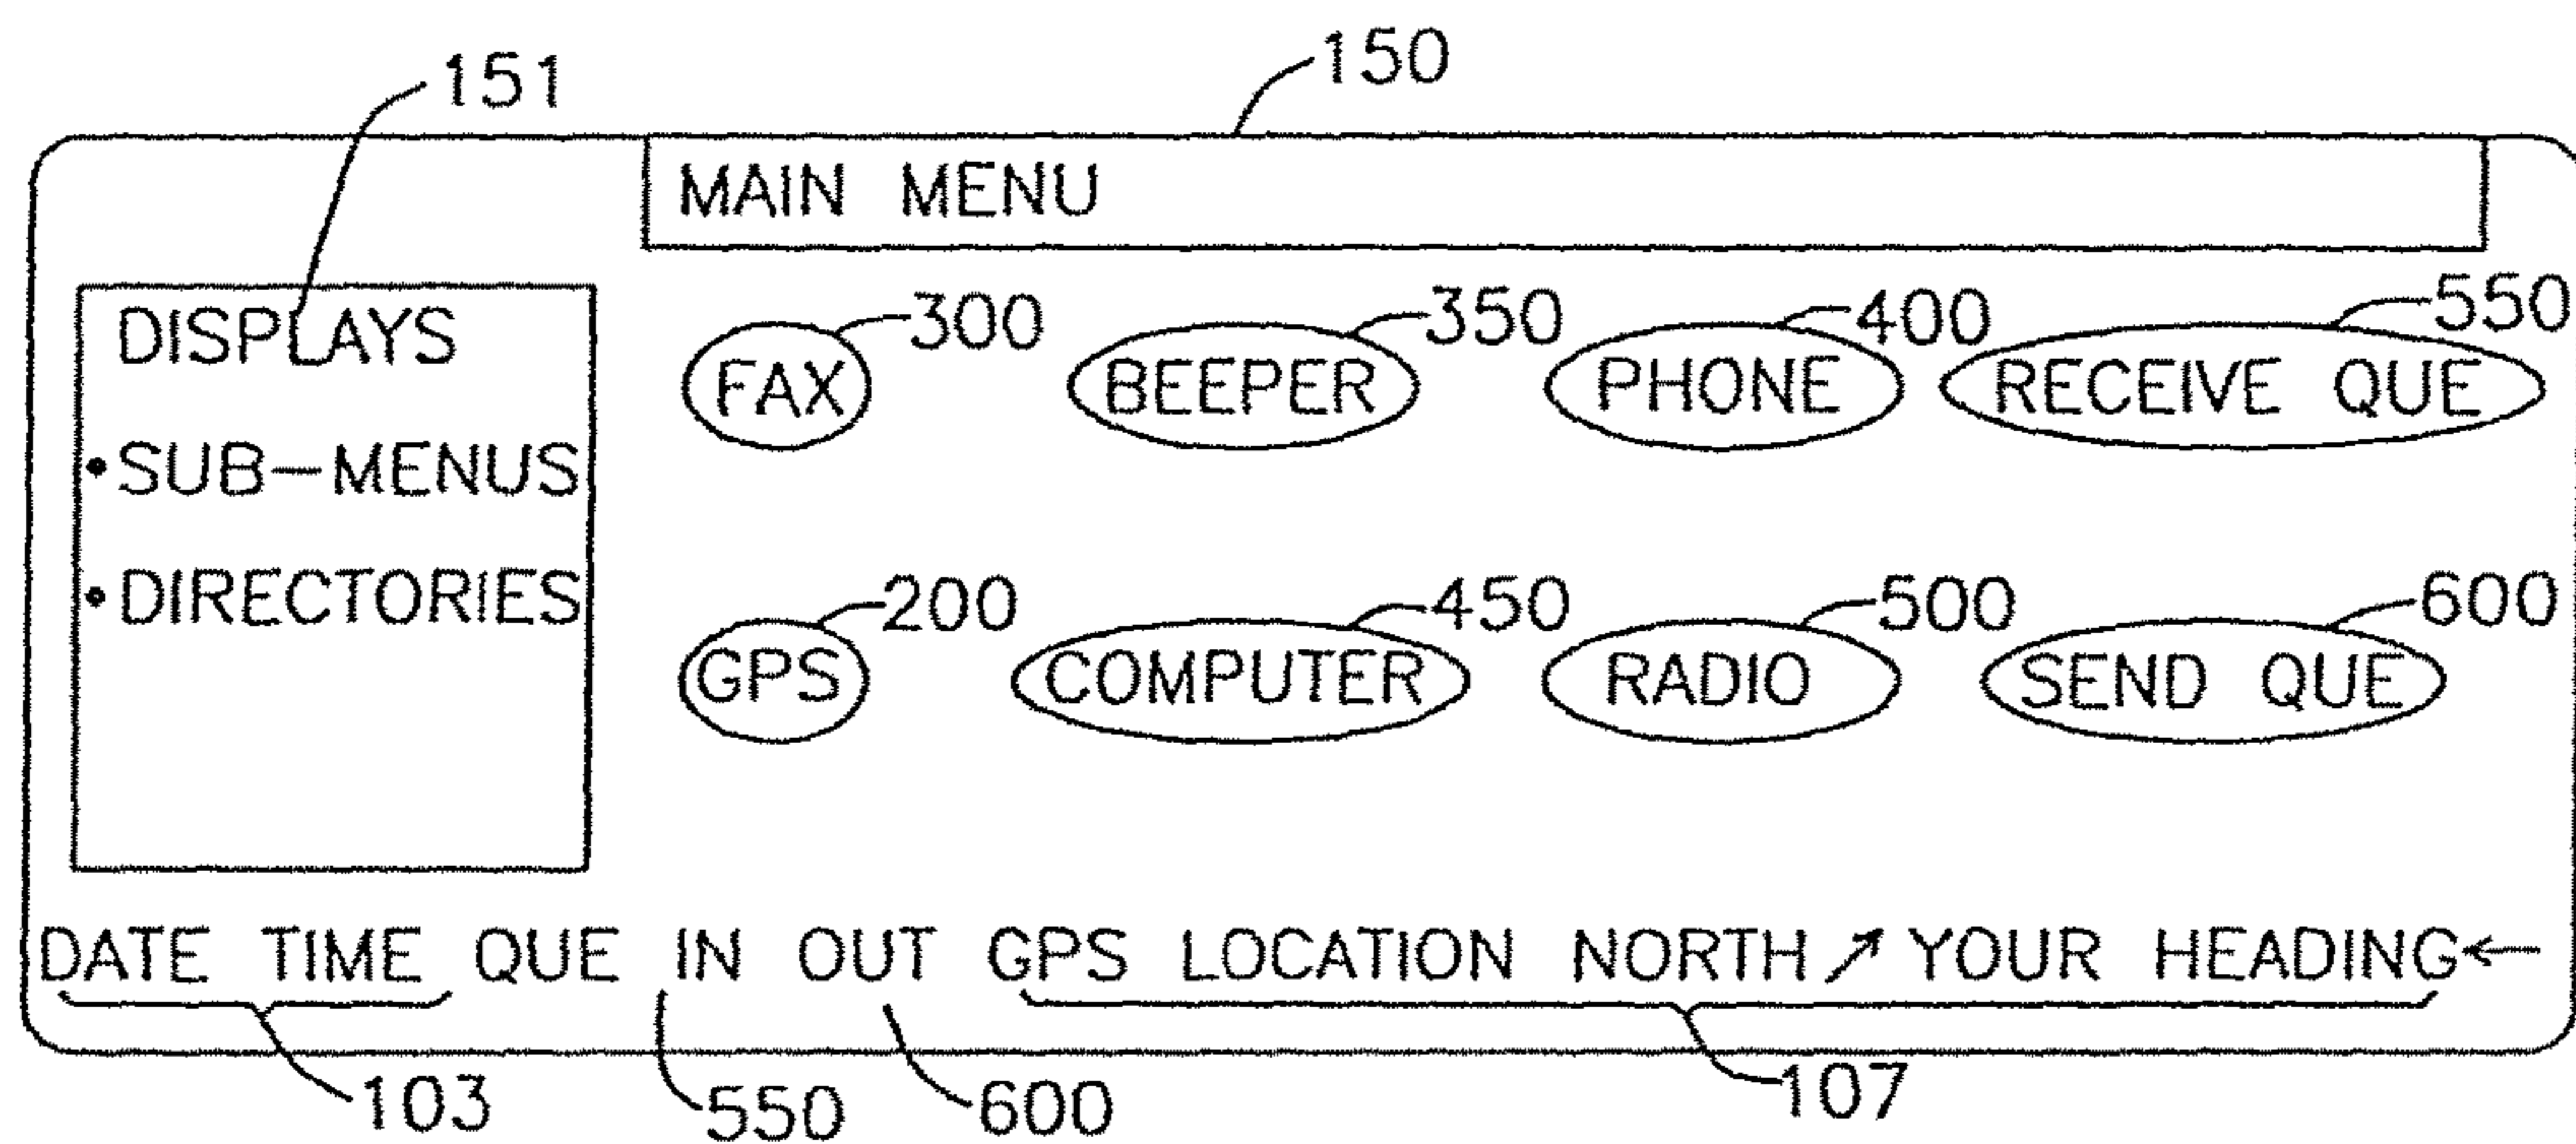 151 150
MAIN MENU
DISPLAYS
•SUB-MENUS
•DIRECTORIES
300 350 400 550
FAX BEEPER PHONE RECEIVE QUE
200 450 500 600
GPS COMPUTER RADIO SEND QUE
DATE TIME QUE IN OUT GPS LOCATION NORTH ↗ YOUR HEADING←
103 550 600 107